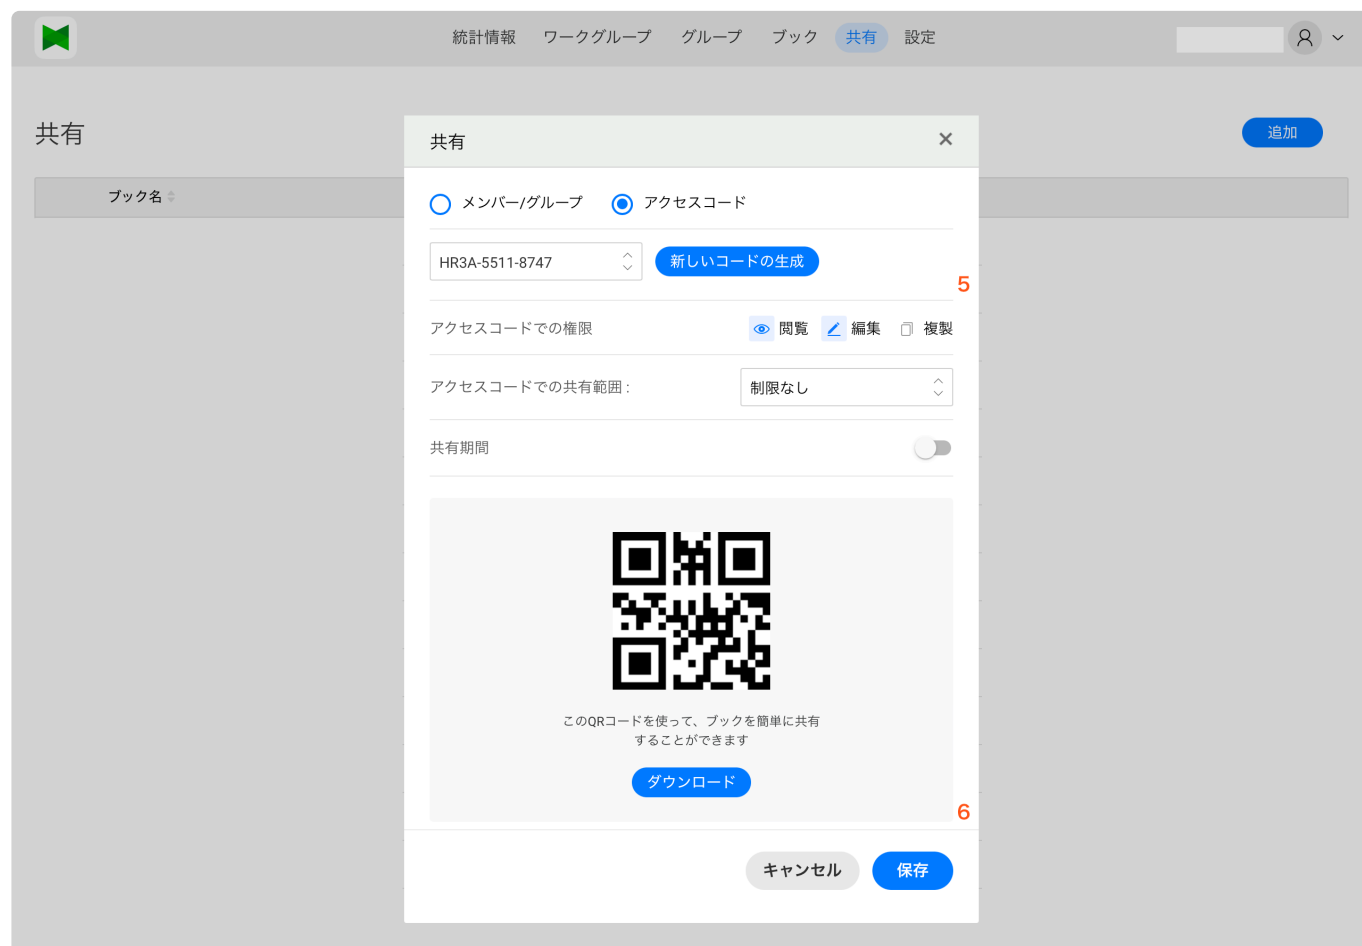 統計情報 ワークグループ グループ ブック 共有 設定
共有
追加
ブック名
共有
メンバー/グループ アクセスコード
HR3A-5511-8747 新しいコードの生成
5
アクセスコードでの権限 閲覧 編集 複製
アクセスコードでの共有範囲 : 制限なし
共有期間
このQRコードを使って、ブックを簡単に共有
することができます
ダウンロード
6
キャンセル 保存